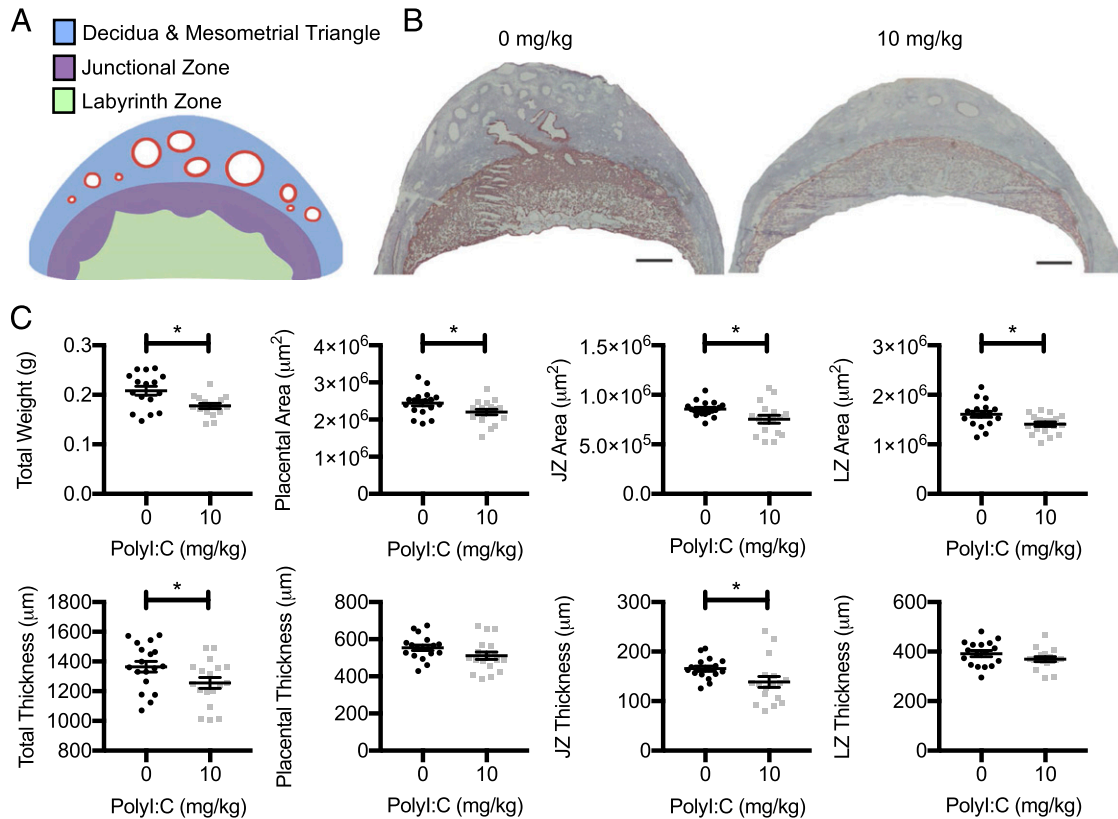 A
Decidua & Mesometrial Triangle
Junctional Zone
Labyrinth Zone
B
0 mg/kg
10 mg/kg
C
Total Weight (g)
0.3
0.2
0.1
0.0
*
0 10
PolyI:C (mg/kg)
Placental Area (μm²)
4×10⁶
3×10⁶
2×10⁶
1×10⁶
0
*
0 10
PolyI:C (mg/kg)
JZ Area (μm²)
1.5×10⁶
1.0×10⁶
5.0×10⁵
0.0
*
0 10
PolyI:C (mg/kg)
LZ Area (μm²)
3×10⁶
2×10⁶
1×10⁶
0
*
0 10
PolyI:C (mg/kg)
Total Thickness (μm)
1800
1600
1400
1200
1000
800
*
0 10
PolyI:C (mg/kg)
Placental Thickness (μm)
800
600
400
200
0
0 10
PolyI:C (mg/kg)
JZ Thickness (μm)
300
200
100
0
*
0 10
PolyI:C (mg/kg)
LZ Thickness (μm)
600
400
200
0
0 10
PolyI:C (mg/kg)